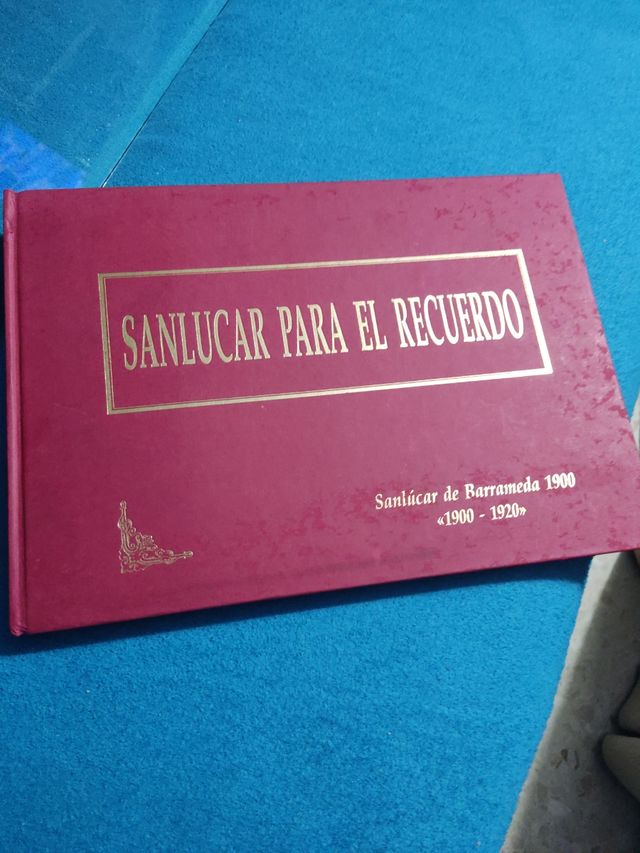 SANLUCAR PARA EL RECUERDO
Sanlúcar de Barrameda 1900
«1900 - 1920»